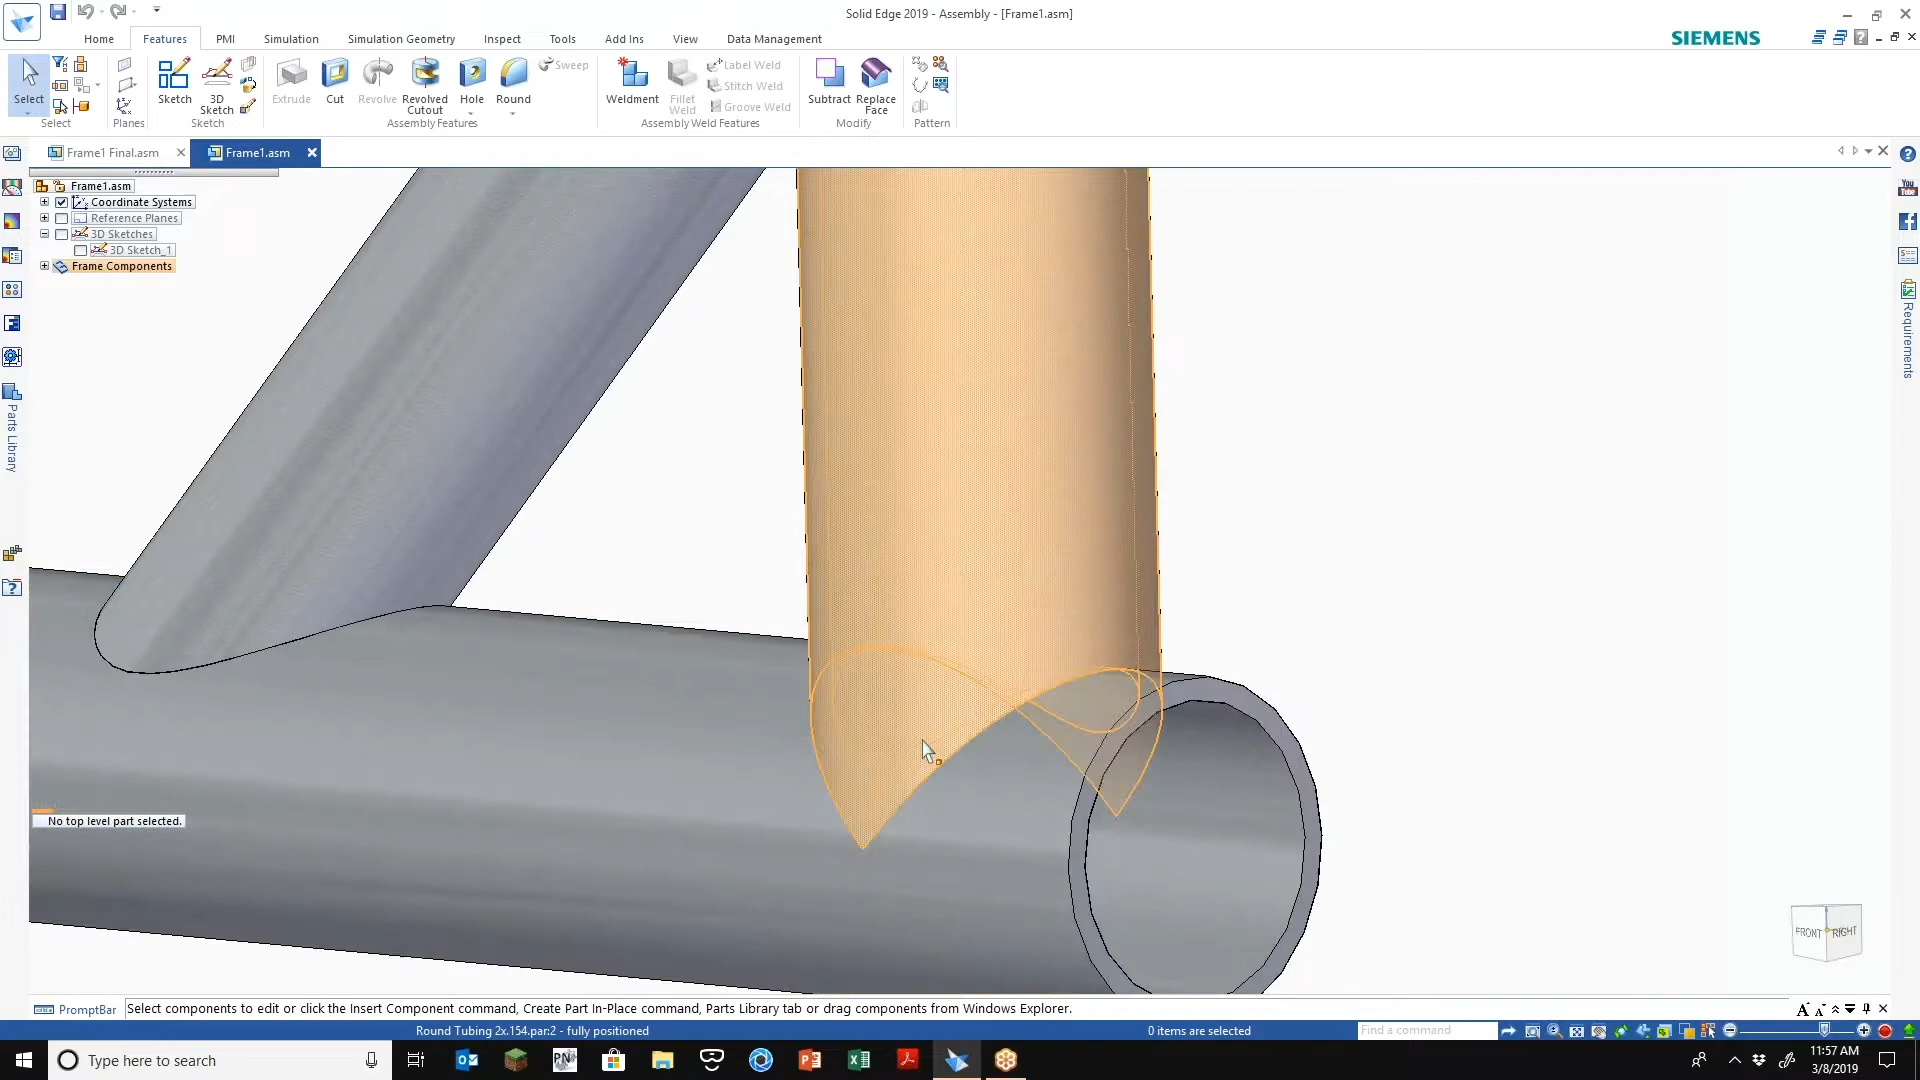 Solid Edge 2019 - Assembly - [Frame1.asm]
Home Features PMI Simulation Simulation Geometry Inspect Tools Add Ins View Data Management
SIEMENS
Select
Sketch
3D Sketch
Extrude
Cut
Revolve
Revolved Cutout
Hole
Round
Sweep
Weldment
Fillet Weld
Label Weld
Stitch Weld
Groove Weld
Subtract
Replace Face
Select Planes Sketch Assembly Features Assembly Weld Features Modify Pattern
Frame1 Final.asm Frame1.asm
Frame1.asm
Coordinate Systems
Reference Planes
3D Sketches
3D Sketch_1
Frame Components
Parts Library
You Tube
Requirements
No top level part selected.
FRONT RIGHT
PromptBar Select components to edit or click the Insert Component command, Create Part In-Place command, Parts Library tab or drag components from Windows Explorer.
Round Tubing 2x.154.par:2 - fully positioned 0 items are selected Find a command
Type here to search
11:57 AM
3/8/2019